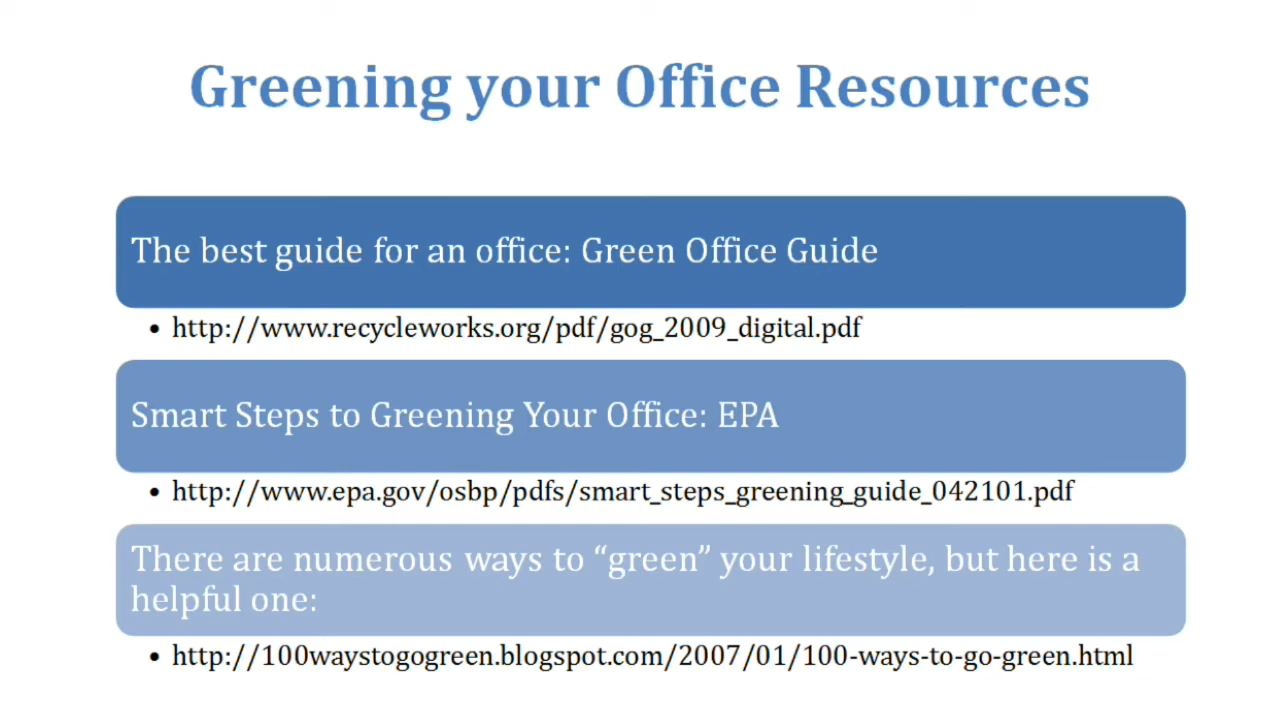 Greening your Office Resources
The best guide for an office: Green Office Guide
• http://www.recycleworks.org/pdf/gog_2009_digital.pdf
Smart Steps to Greening Your Office: EPA
• http://www.epa.gov/osbp/pdfs/smart_steps_greening_guide_042101.pdf
There are numerous ways to “green” your lifestyle, but here is a
helpful one:
• http://100waystogogreen.blogspot.com/2007/01/100-ways-to-go-green.html